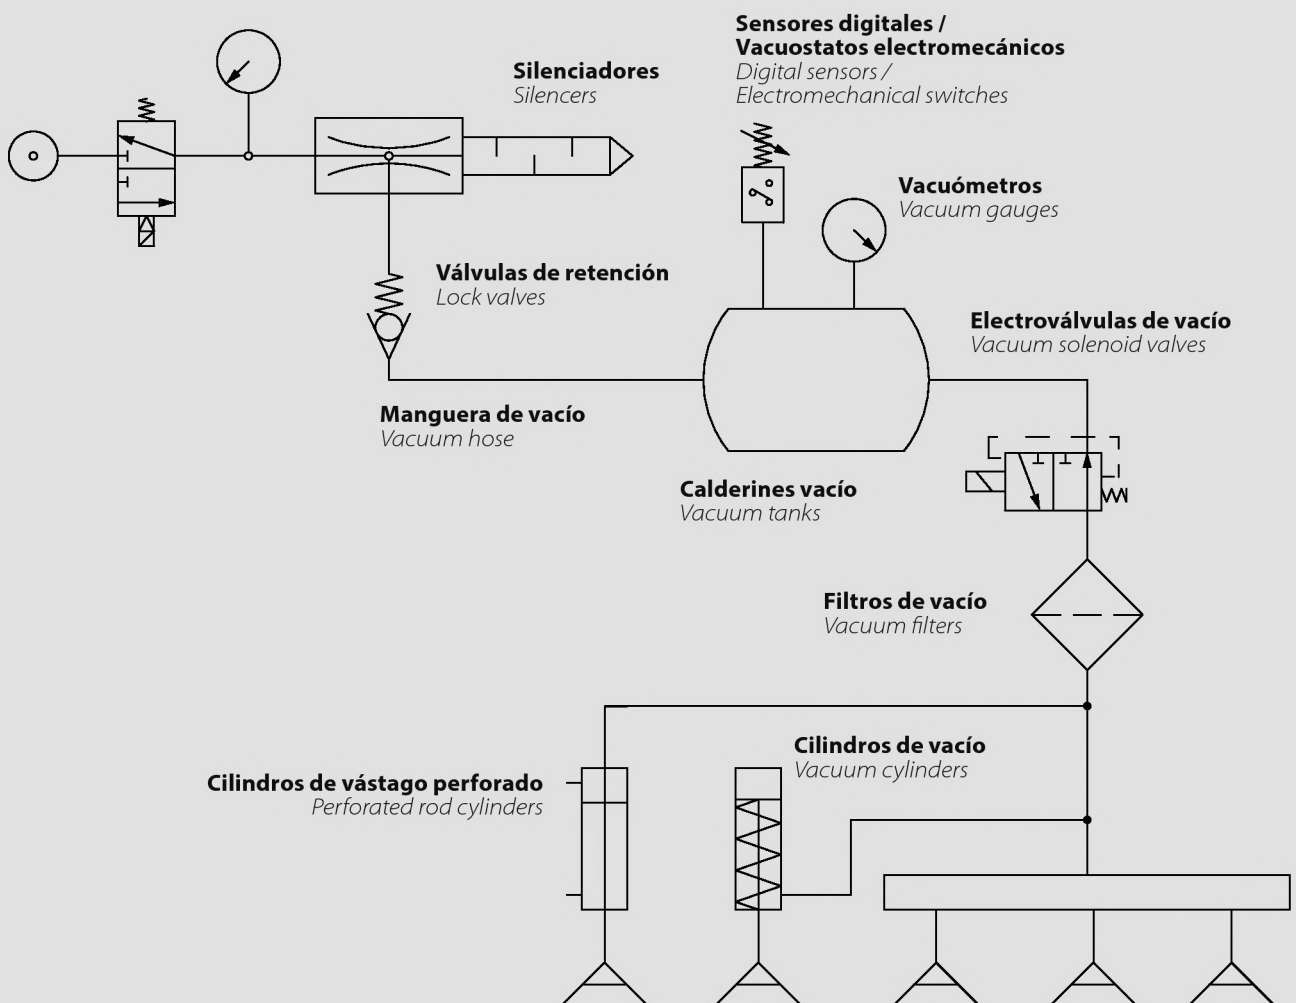 Sensores digitales /
Vacuostatos electromecánicos
Digital sensors /
Electromechanical switches
Silenciadores
Silencers
Vacuómetros
Vacuum gauges
Válvulas de retención
Lock valves
Electroválvulas de vacío
Vacuum solenoid valves
Manguera de vacío
Vacuum hose
Calderines vacío
Vacuum tanks
Filtros de vacío
Vacuum filters
Cilindros de vacío
Vacuum cylinders
Cilindros de vástago perforado
Perforated rod cylinders